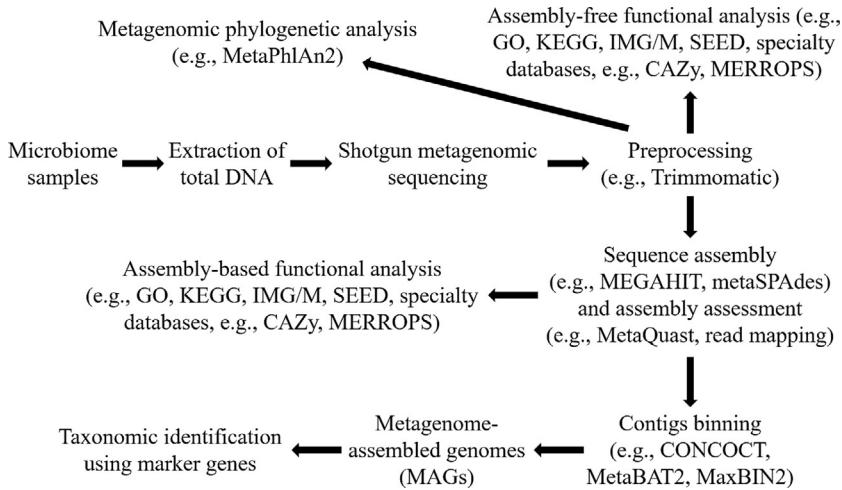 Metagenomic phylogenetic analysis
(e.g., MetaPhlAn2)
Assembly-free functional analysis (e.g.,
GO, KEGG, IMG/M, SEED, specialty
databases, e.g., CAZy, MERROPS)
Microbiome
samples
Extraction of
total DNA
Shotgun metagenomic
sequencing
Preprocessing
(e.g., Trimmomatic)
Assembly-based functional analysis
(e.g., GO, KEGG, IMG/M, SEED, specialty
databases, e.g., CAZy, MERROPS)
Sequence assembly
(e.g., MEGAHIT, metaSPAdes)
and assembly assessment
(e.g., MetaQuast, read mapping)
Taxonomic identification
using marker genes
Metagenome-
assembled genomes
(MAGs)
Contigs binning
(e.g., CONCOCT,
MetaBAT2, MaxBIN2)